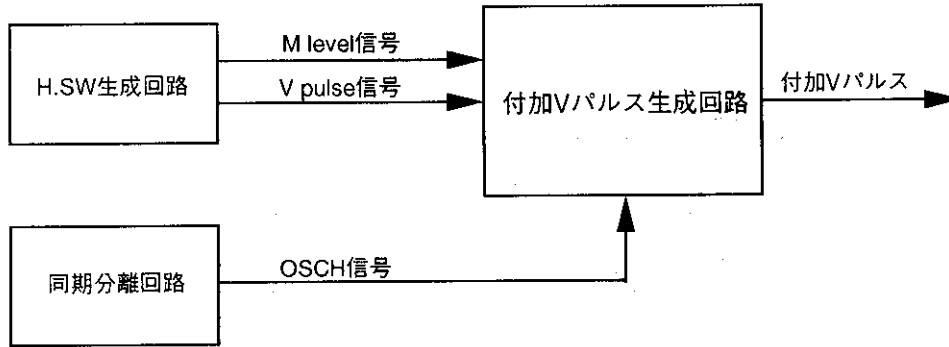 M level信号
H.SW生成回路
V pulse信号
付加Vパルス生成回路
付加Vパルス
同期分離回路
OSCH信号